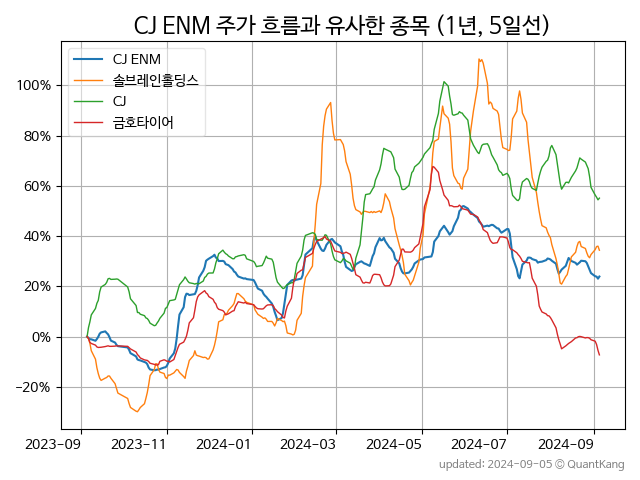 CJ ENM 주가 흐름과 유사한 종목 (1년, 5일선)
CJ ENM
솔브레인홀딩스
CJ
금호타이어
100%
80%
60%
40%
20%
0%
−20%
2023−09
2023−11
2024−01
2024−03
2024−05
2024−07
2024−09
updated: 2024-09-05 © QuantKang